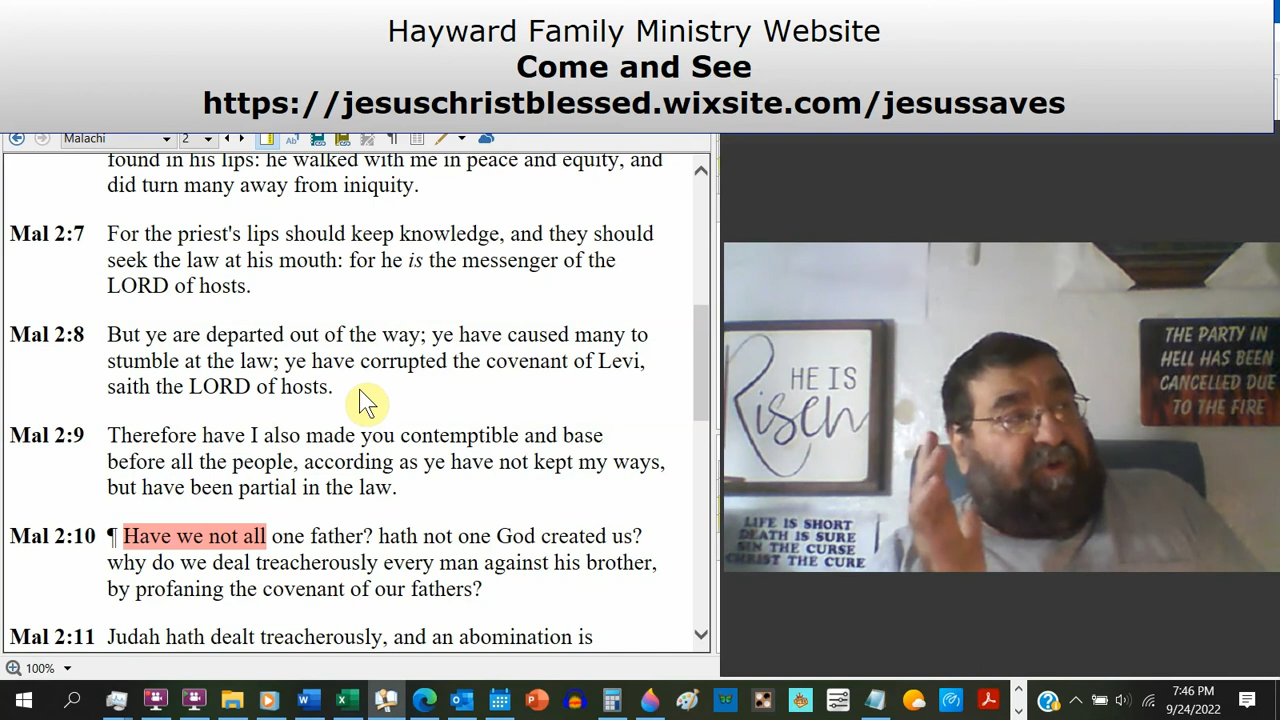 Hayward Family Ministry Website
Come and See
https://jesuschristblessed.wixsite.com/jesussaves
Malachi 2
found in his lips: he walked with me in peace and equity, and
did turn many away from iniquity.
Mal 2:7 For the priest's lips should keep knowledge, and they should
seek the law at his mouth: for he is the messenger of the
LORD of hosts.
Mal 2:8 But ye are departed out of the way; ye have caused many to
stumble at the law; ye have corrupted the covenant of Levi,
saith the LORD of hosts.
Mal 2:9 Therefore have I also made you contemptible and base
before all the people, according as ye have not kept my ways,
but have been partial in the law.
Mal 2:10 ¶ Have we not all one father? hath not one God created us?
why do we deal treacherously every man against his brother,
by profaning the covenant of our fathers?
Mal 2:11 Judah hath dealt treacherously, and an abomination is
100%
HE IS
Risen
THE PARTY IN
HELL HAS BEEN
CANCELLED DUE
TO THE FIRE
LIFE IS SHORT
DEATH IS SURE
SIN THE CURSE
CHRIST THE CURE
7:46 PM
9/24/2022